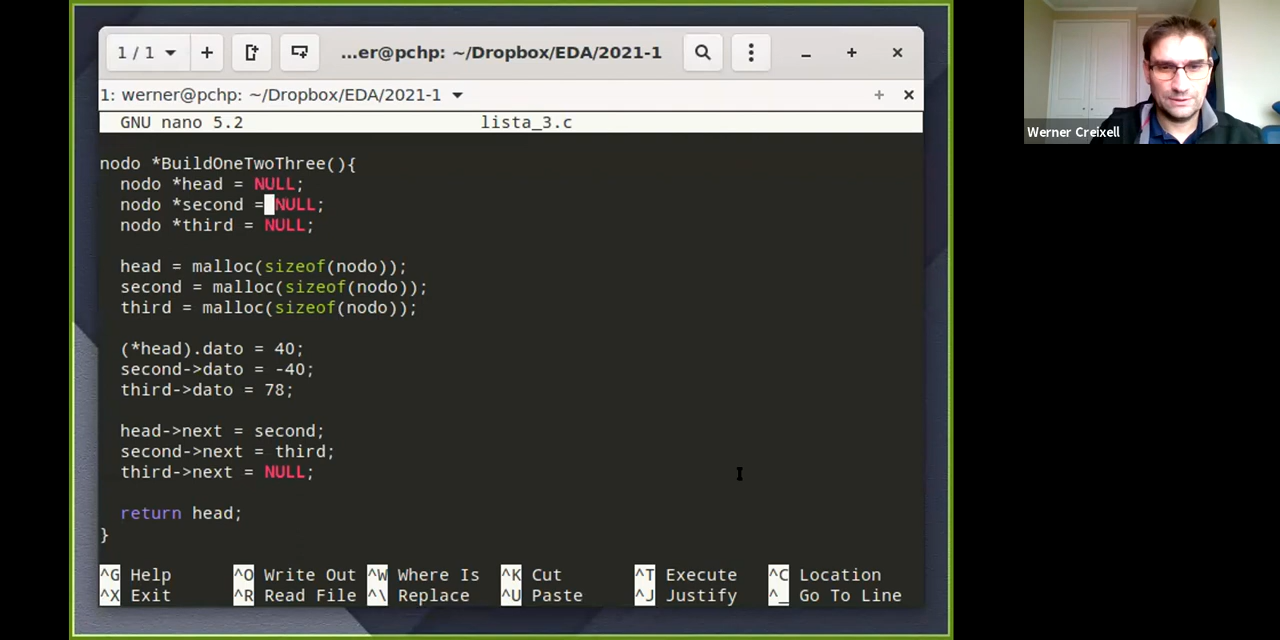 1 / 1
...er@pchp: ~/Dropbox/EDA/2021-1
1: werner@pchp: ~/Dropbox/EDA/2021-1
GNU nano 5.2 lista_3.c
nodo *BuildOneTwoThree(){
nodo *head = NULL;
nodo *second = NULL;
nodo *third = NULL;
head = malloc(sizeof(nodo));
second = malloc(sizeof(nodo));
third = malloc(sizeof(nodo));
(*head).dato = 40;
second->dato = -40;
third->dato = 78;
head->next = second;
second->next = third;
third->next = NULL;
return head;
}
^G Help ^O Write Out ^W Where Is ^K Cut ^T Execute ^C Location
^X Exit ^R Read File ^\ Replace ^U Paste ^J Justify ^_ Go To Line
Werner Creixell